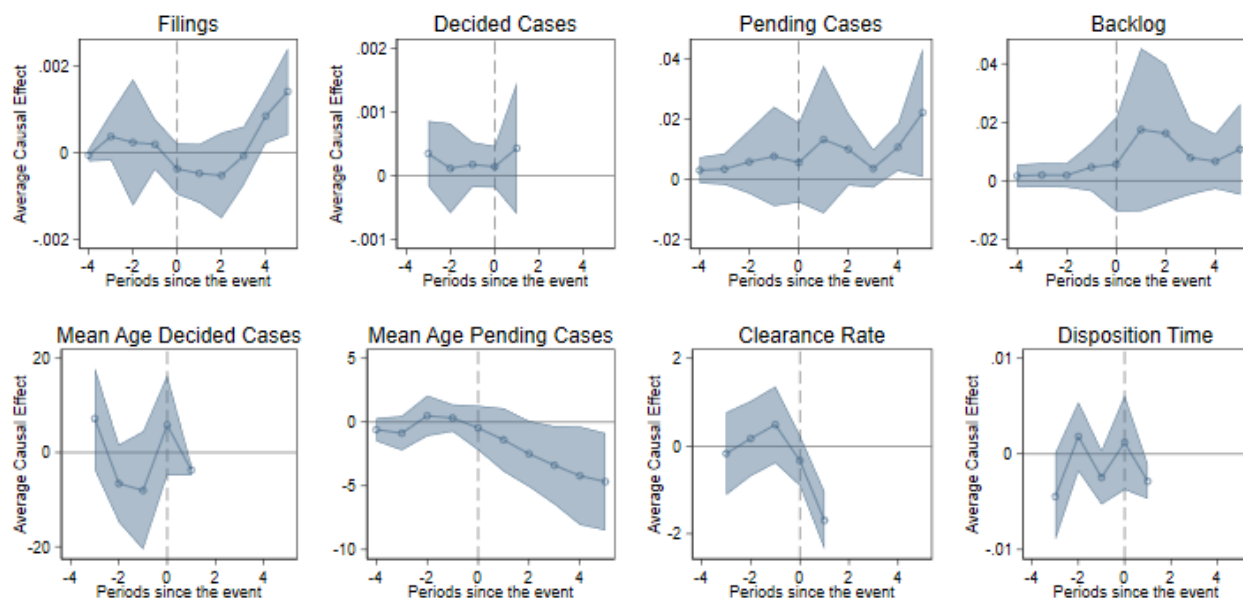 Filings
Average Causal Effect
.002
0
-.002
-4 -2 0 2 4
Periods since the event
Decided Cases
Average Causal Effect
.002
.001
0
-.001
-4 -2 0 2 4
Periods since the event
Pending Cases
Average Causal Effect
.04
.02
0
-.02
-4 -2 0 2 4
Periods since the event
Backlog
Average Causal Effect
.04
.02
0
-.02
-4 -2 0 2 4
Periods since the event
Mean Age Decided Cases
Average Causal Effect
20
0
-20
-4 -2 0 2 4
Periods since the event
Mean Age Pending Cases
Average Causal Effect
5
0
-5
-10
-4 -2 0 2 4
Periods since the event
Clearance Rate
Average Causal Effect
2
0
-2
-4 -2 0 2 4
Periods since the event
Disposition Time
Average Causal Effect
.01
0
-.01
-4 -2 0 2 4
Periods since the event